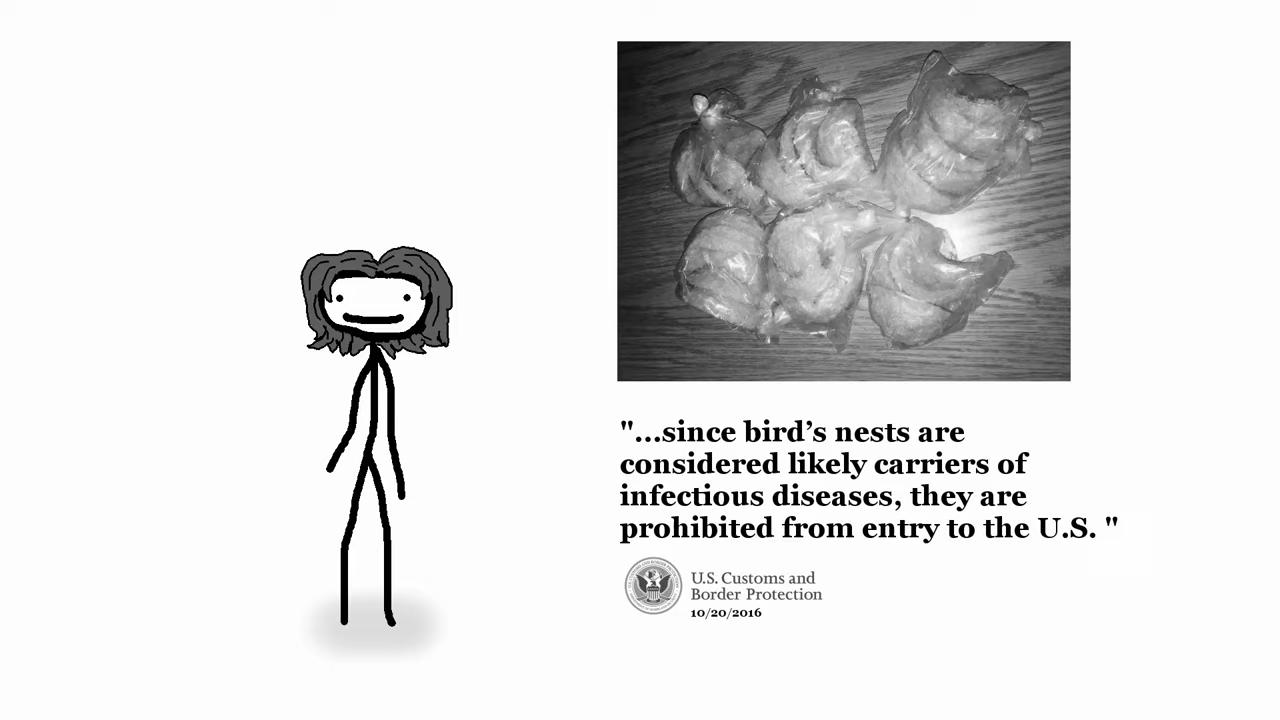 "...since bird’s nests are
considered likely carriers of
infectious diseases, they are
prohibited from entry to the U.S. "
U.S. Customs and
Border Protection
10/20/2016